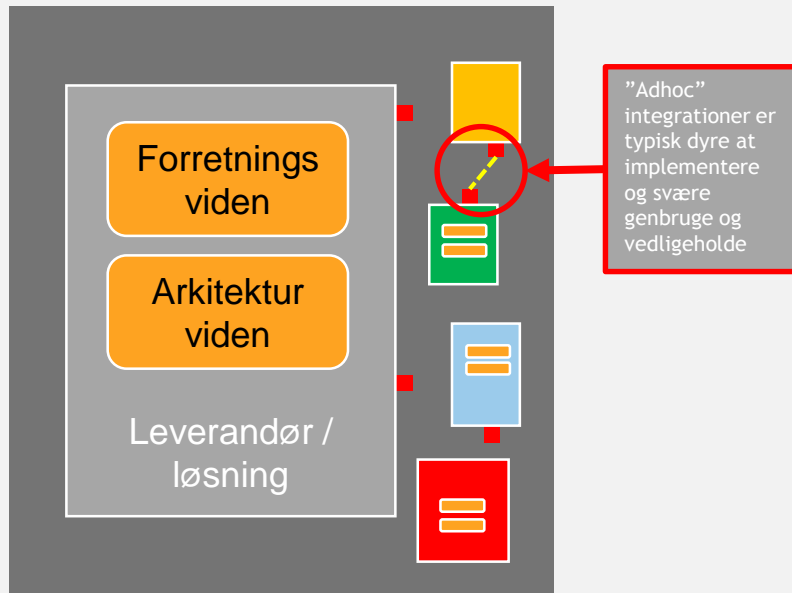 Forretnings
viden
Arkitektur
viden
Leverandør /
løsning
”Adhoc”
integrationer er
typisk dyre at
implementere
og svære
genbruge og
vedligeholde